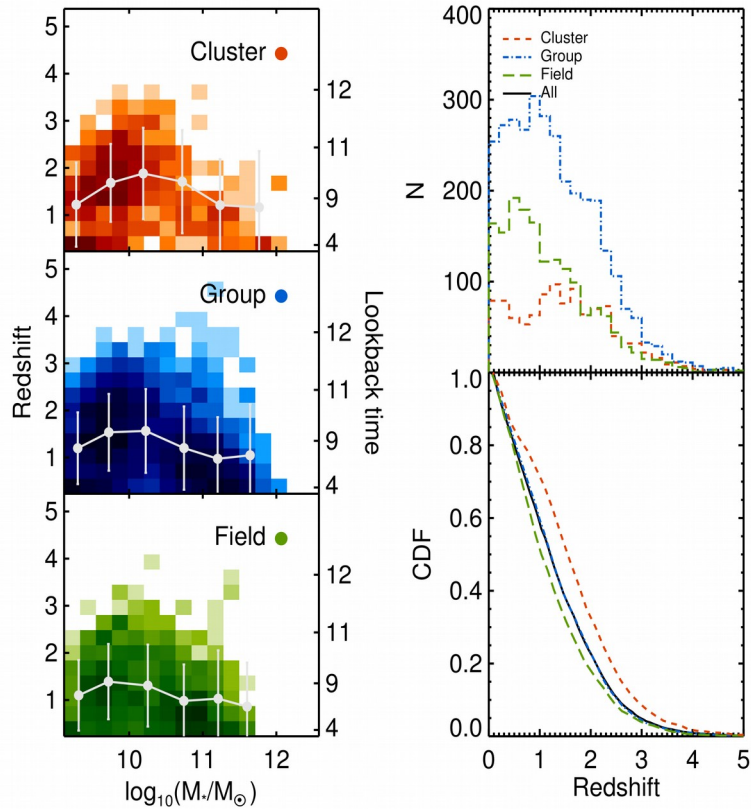 Cluster
5
4
3
2
1
12
11
9
4
Group
5
4
3
2
1
12
11
9
4
Field
5
4
3
2
1
12
11
9
4
Redshift
Lookback time
10 11 12
log₁₀(M⋆/M☉)
400
300
200
100
N
Cluster
Group
Field
All
1.0
0.8
0.6
0.4
0.2
0.0
CDF
0 1 2 3 4 5
Redshift